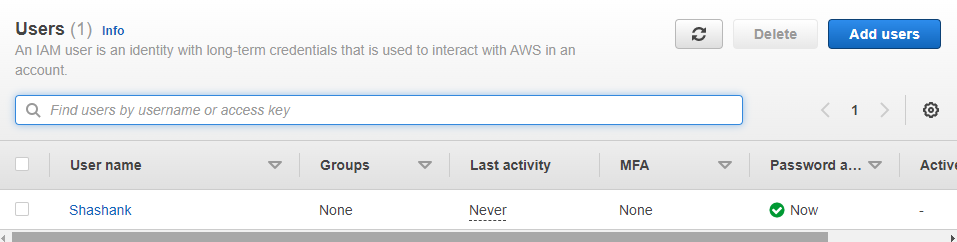 Users (1) Info
An IAM user is an identity with long-term credentials that is used to interact with AWS in an
account.
Delete
Add users
Find users by username or access key
1
User name Groups Last activity MFA Password a... Active
Shashank None Never None Now -